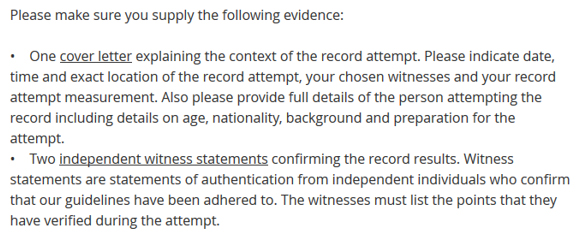 Please make sure you supply the following evidence:
• One cover letter explaining the context of the record attempt. Please indicate date,
time and exact location of the record attempt, your chosen witnesses and your record
attempt measurement. Also please provide full details of the person attempting the
record including details on age, nationality, background and preparation for the
attempt.
• Two independent witness statements confirming the record results. Witness
statements are statements of authentication from independent individuals who confirm
that our guidelines have been adhered to. The witnesses must list the points that they
have verified during the attempt.